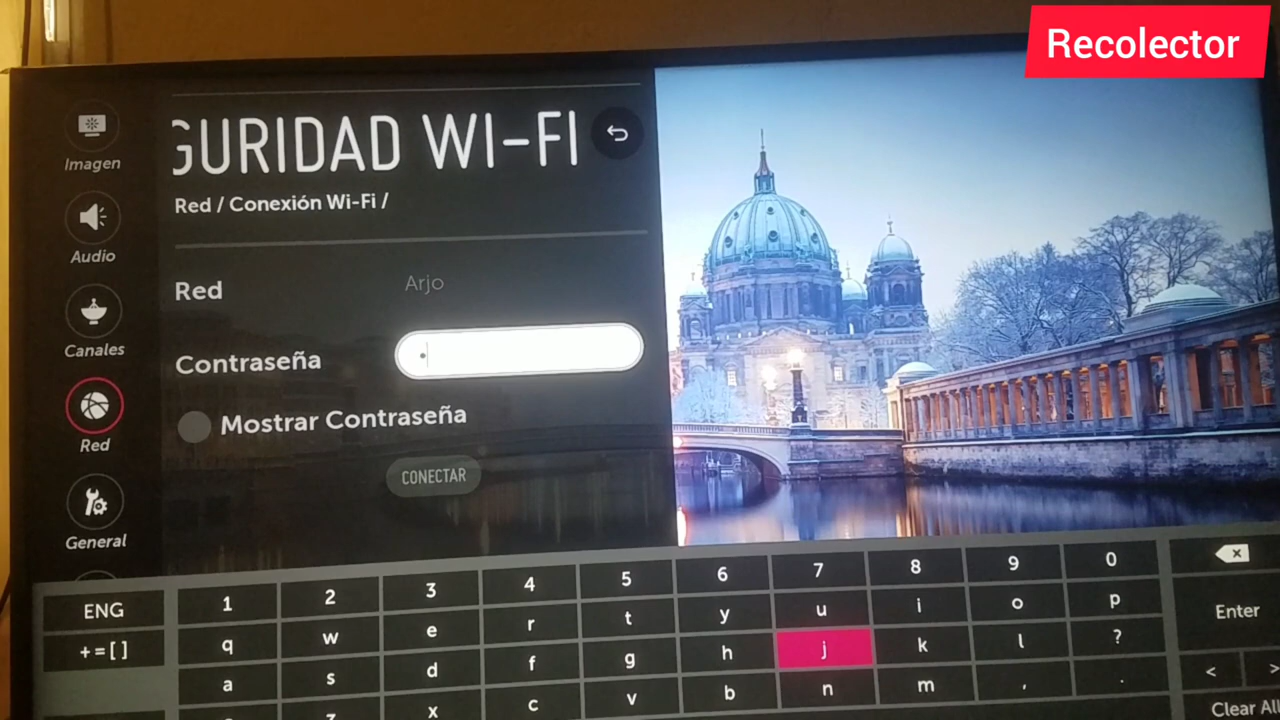 Recolector
GURIDAD WI-FI
Red / Conexión Wi-Fi /
Imagen
Audio
Canales
Red
General
Red Arjo
Contraseña
Mostrar Contraseña
CONECTAR
ENG 1 2 3 4 5 6 7 8 9 0
+=[] q w e r t y u i o p Enter
a s d f g h j k l ?
z x c v b n m , . < >
Clear All